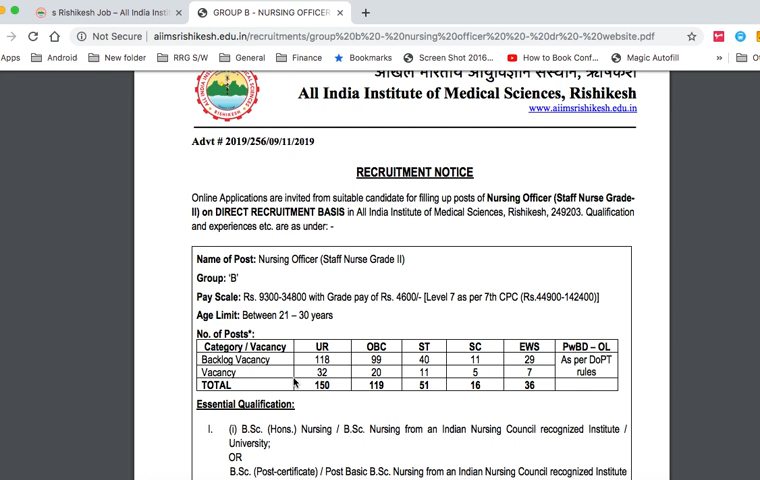 s Rishikesh Job – All India Insti
GROUP B - NURSING OFFICER
Not Secure | aiimsrishikesh.edu.in/recruitments/group%20b%20-%20nursing%20officer%20%20-%20dr%20-%20website.pdf
Apps Android New folder RRG S/W General Finance Bookmarks Screen Shot 2016... How to Book Conf... Magic Autofill » Ot
अखिल भारतीय आयुर्विज्ञान संस्थान, ऋषिकेश
All India Institute of Medical Sciences, Rishikesh
www.aiimsrishikesh.edu.in
Advt # 2019/256/09/11/2019
RECRUITMENT NOTICE
Online Applications are invited from suitable candidate for filling up posts of Nursing Officer (Staff Nurse Grade-
II) on DIRECT RECRUITMENT BASIS in All India Institute of Medical Sciences, Rishikesh, 249203. Qualification
and experiences etc. are as under: -
Name of Post: Nursing Officer (Staff Nurse Grade II)
Group: 'B'
Pay Scale: Rs. 9300-34800 with Grade pay of Rs. 4600/- [Level 7 as per 7th CPC (Rs.44900-142400)]
Age Limit: Between 21 – 30 years
No. of Posts*:
Category / Vacancy UR OBC ST SC EWS PwBD – OL
Backlog Vacancy 118 99 40 11 29 As per DoPT
Vacancy 32 20 11 5 7 rules
TOTAL 150 119 51 16 36
Essential Qualification:
I. (i) B.Sc. (Hons.) Nursing / B.Sc. Nursing from an Indian Nursing Council recognized Institute /
University;
OR
B.Sc. (Post-certificate) / Post Basic B.Sc. Nursing from an Indian Nursing Council recognized Institute